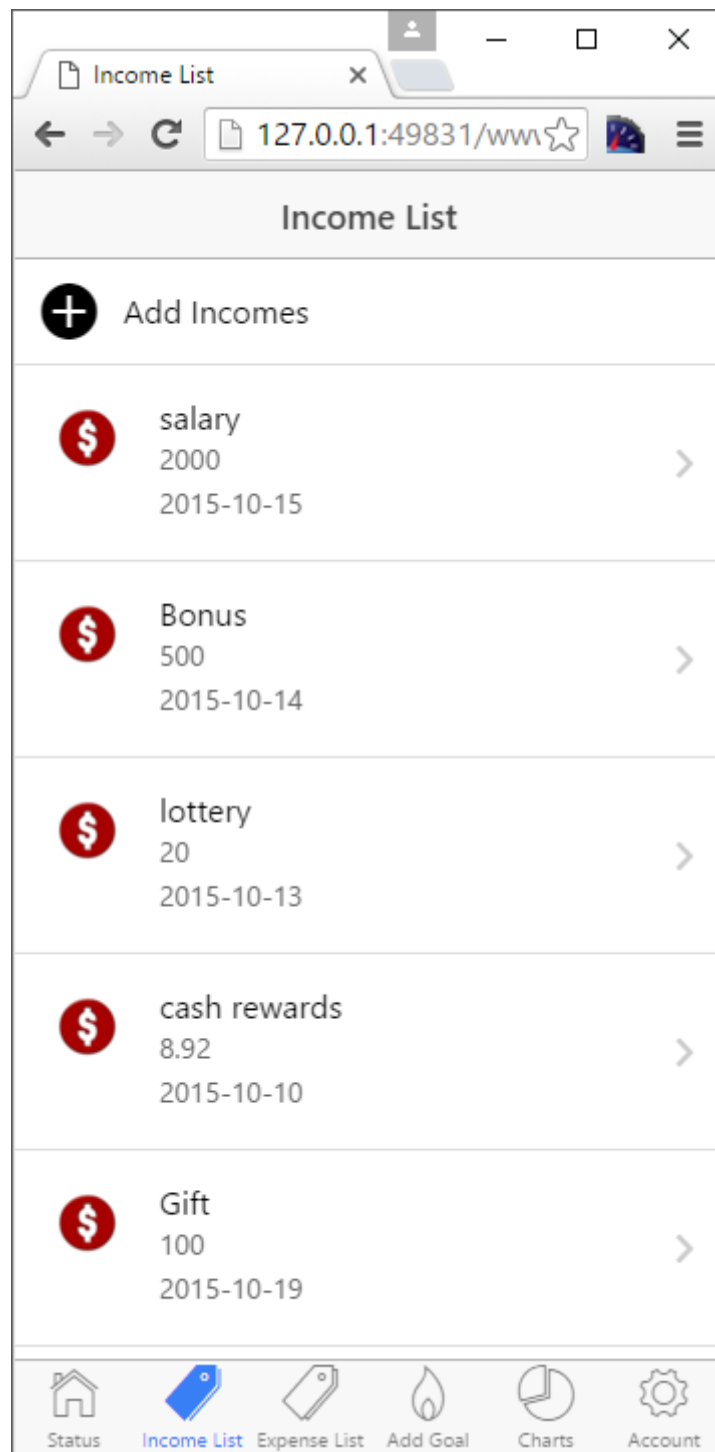 Income List
127.0.0.1:49831/www
Income List
Add Incomes
salary
2000
2015-10-15
Bonus
500
2015-10-14
lottery
20
2015-10-13
cash rewards
8.92
2015-10-10
Gift
100
2015-10-19
Status
Income List
Expense List
Add Goal
Charts
Account